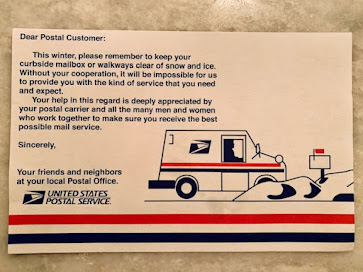 Dear Postal Customer:
This winter, please remember to keep your
curbside mailbox or walkways clear of snow and ice.
Without your cooperation, it will be impossible for us
to provide you with the kind of service that you need
and expect.
Your help in this regard is deeply appreciated by
your postal carrier and all the many men and women
who work together to make sure you receive the best
possible mail service.
Sincerely,
Your friends and neighbors
at your local Postal Office.
UNITED STATES
POSTAL SERVICE.